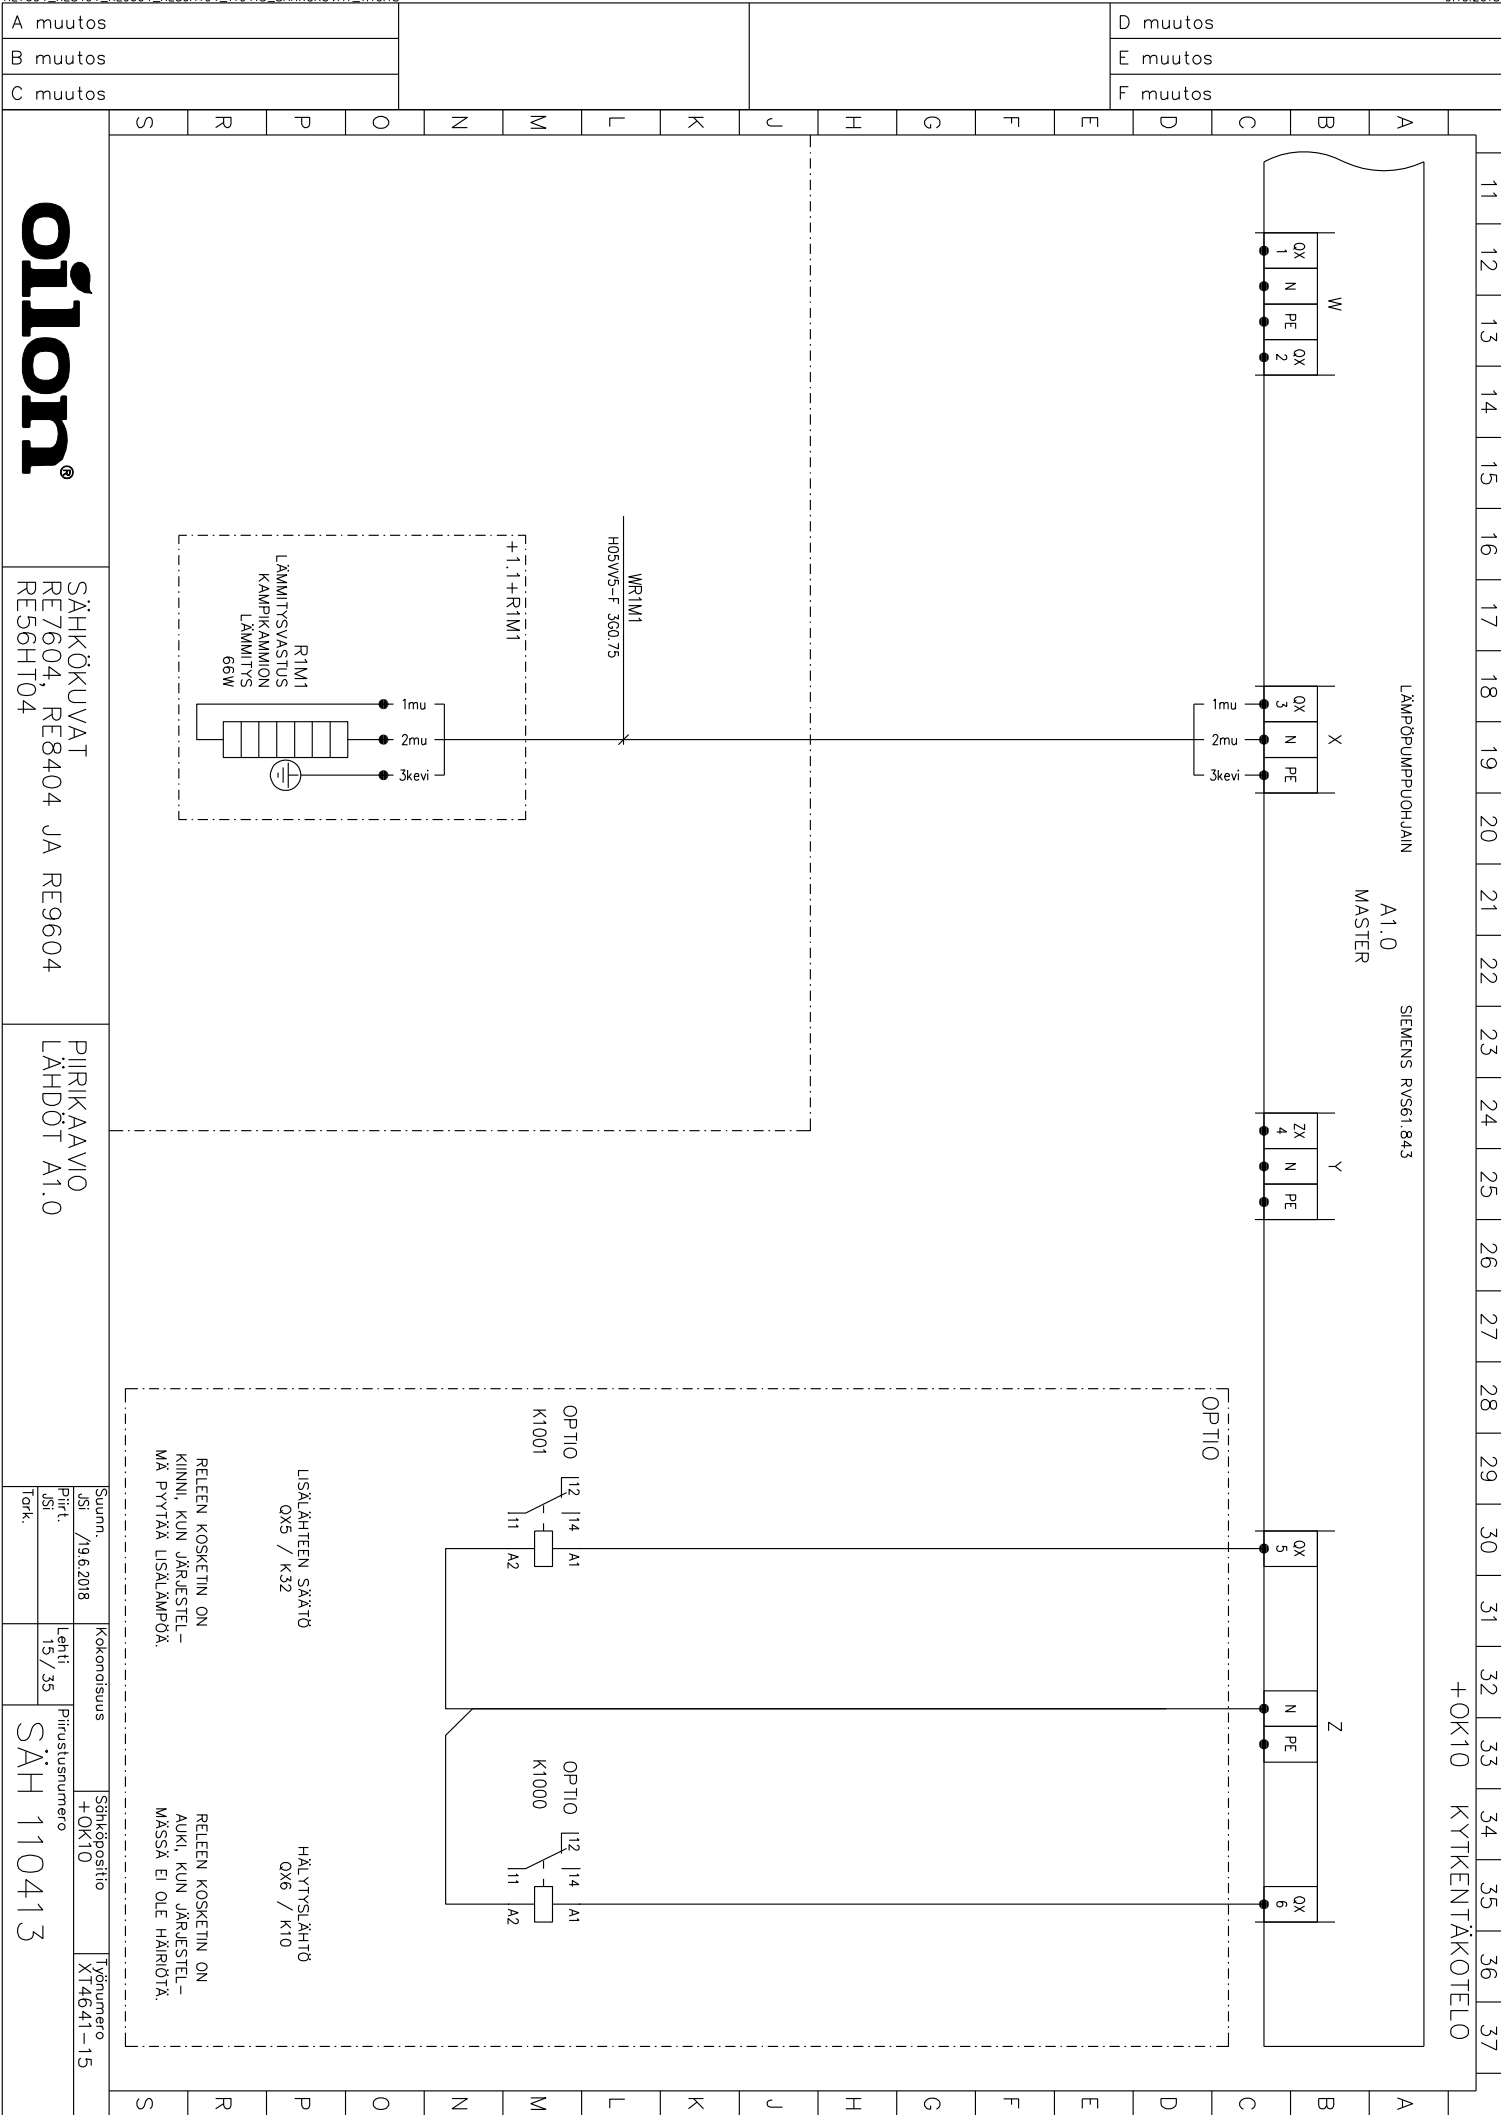 A muutos
B muutos
C muutos
D muutos
E muutos
F muutos
11 12 13 14 15 16 17 18 19 20 21 22 23 24 25 26 27 28 29 30 31 32 33 34 35 36 37
A B C D E F G H J K L M N O P R S
+OK10 KYTKENTÄKOTELO
LÄMPÖPUMPPUOHJAIN
SIEMENS RVS61.843
A1.0
MASTER
W
QX 1
N
PE
QX 2
X
QX 3
N
PE
Y
ZX 4
N
PE
Z
QX 5
N
PE
QX 6
1mu
2mu
3kevi
WR1M1
H05VV5-F 3G0.75
+1.1+R1M1
1mu
2mu
3kevi
R1M1
LÄMMITYSVASTUS
KAMPIKAMMION
LÄMMITYS
66W
OPTIO
OPTIO
K1001
12
14
11
A1
A2
LISÄLÄHTEEN SÄÄTÖ
QX5 / K32
RELEEN KOSKETIN ON
KIINNI, KUN JÄRJESTEL-
MÄ PYYTÄÄ LISÄLÄMPÖÄ.
OPTIO
K1000
12
14
11
A1
A2
HÄLYTYSLÄHTÖ
QX6 / K10
RELEEN KOSKETIN ON
AUKI, KUN JÄRJESTEL-
MÄSSÄ EI OLE HÄIRIÖTÄ.
A B C D E F G H J K L M N O P R S
oilon®
SÄHKÖKUVAT
RE7604, RE8404 JA RE9604
RE56HT04
PIIRIKAAVIO
LÄHDÖT A1.0
Suunn.
JSi /19.6.2018
Piirt.
JSi
Tark.
Kokonaisuus
Lehti
15/35
Sähköpositio
+OK10
Työnumero
XT4641-15
Piirustusnumero
SÄH 110413